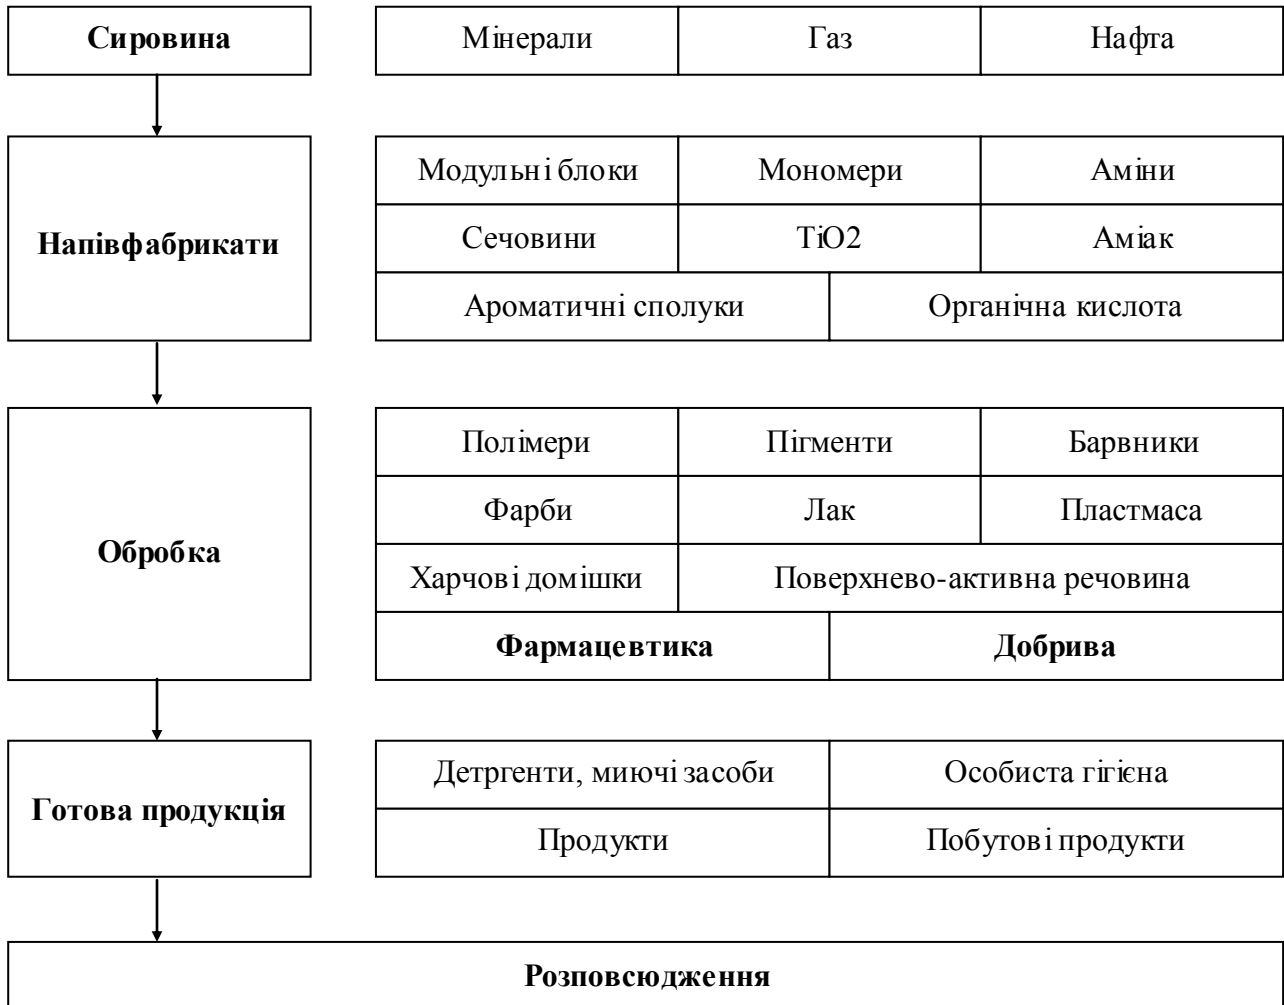 Сировина
Мінерали
Газ
Нафта
Напівфабрикати
Модульні блоки
Мономери
Аміни
Сечовини
TiO2
Аміак
Ароматичні сполуки
Органічна кислота
Обробка
Полімери
Пігменти
Барвники
Фарби
Лак
Пластмаса
Харчові домішки
Поверхнево-активна речовина
Фармацевтика
Добрива
Готова продукція
Детргенти, миючі засоби
Особиста гігієна
Продукти
Побутові продукти
Розповсюдження